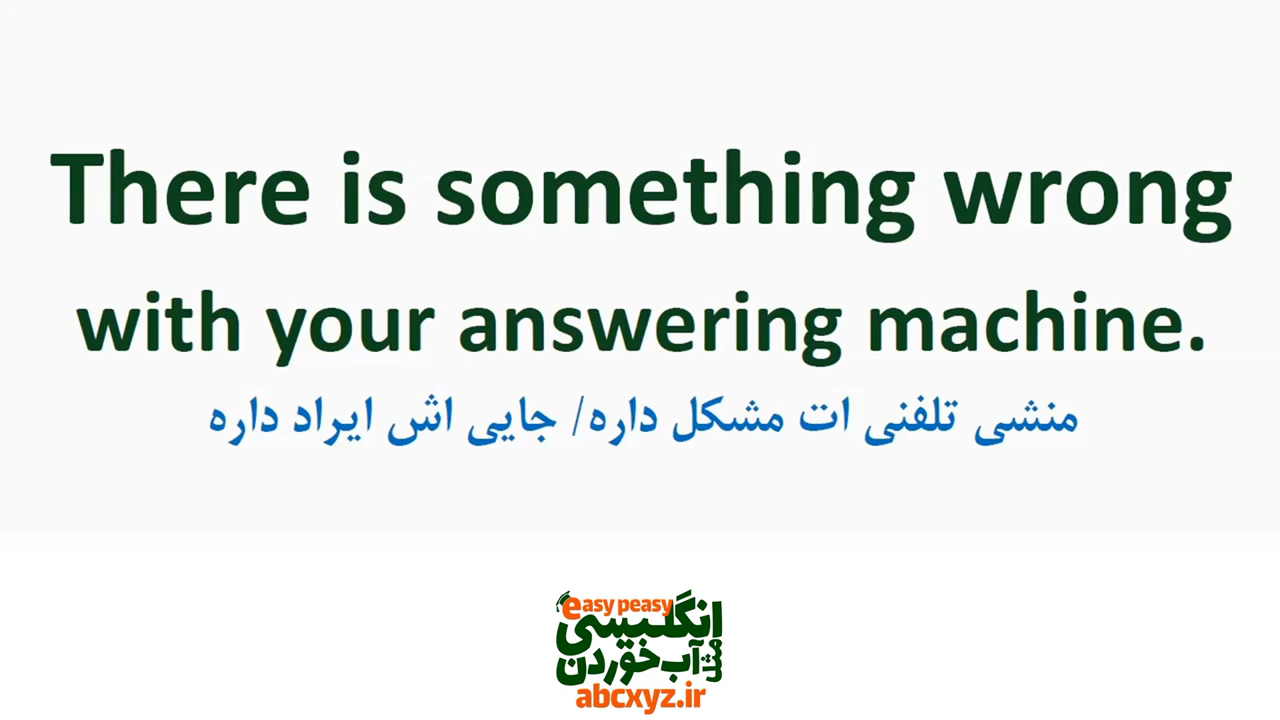 There is something wrong
with your answering machine.
منشی تلفنی ات مشکل داره/ جایی اش ایراد داره
easy peasy
انگلیسی
مثل آب خوردن
abcxyz.ir